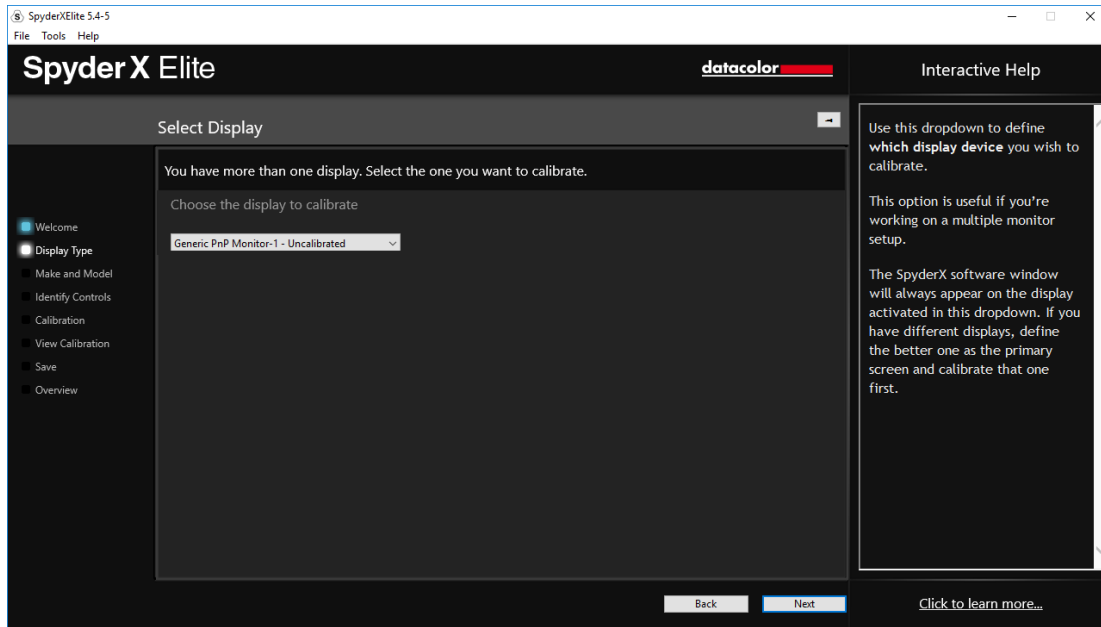 SpyderXElite 5.4-5
File Tools Help
Spyder X Elite
datacolor
Interactive Help
Select Display
You have more than one display. Select the one you want to calibrate.
Choose the display to calibrate
Generic PnP Monitor-1 - Uncalibrated
Welcome
Display Type
Make and Model
Identify Controls
Calibration
View Calibration
Save
Overview
Use this dropdown to define
which display device you wish to
calibrate.
This option is useful if you're
working on a multiple monitor
setup.
The SpyderX software window
will always appear on the display
activated in this dropdown. If you
have different displays, define
the better one as the primary
screen and calibrate that one
first.
Back
Next
Click to learn more...